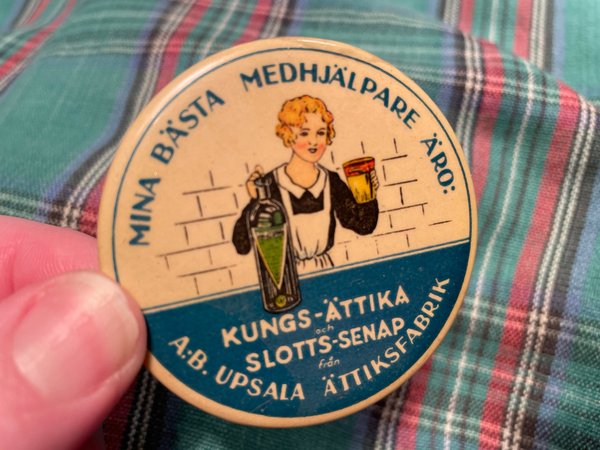 MINA BÄSTA MEDHJÄLPARE ÄRO:
KUNGS-ÄTTIKA
och
SLOTTS-SENAP
från
A.-B. UPSALA ÄTTIKSFABRIK